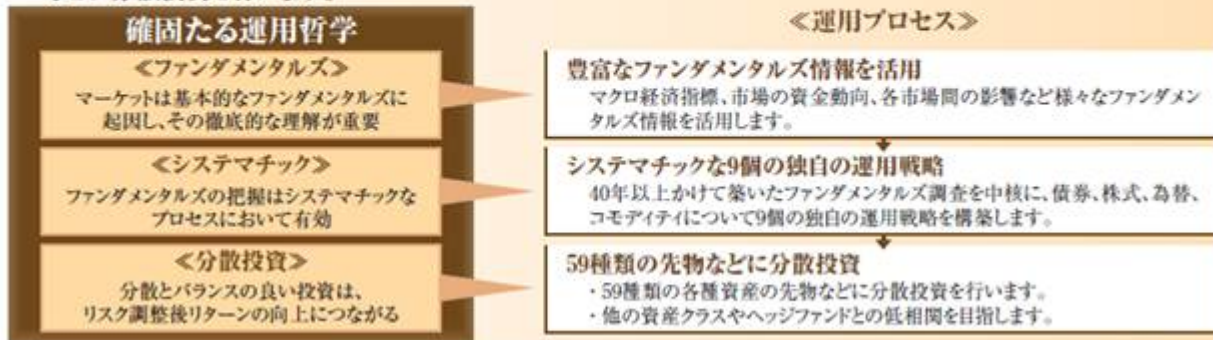 確固たる運用哲学
≪ファンダメンタルズ≫
マーケットは基本的なファンダメンタルズに
起因し、その徹底的な理解が重要
≪システマチック≫
ファンダメンタルズの把握はシステマチックな
プロセスにおいて有効
≪分散投資≫
分散とバランスの良い投資は、
リスク調整後リターンの向上につながる
≪運用プロセス≫
豊富なファンダメンタルズ情報を活用
マクロ経済指標、市場の資金動向、各市場間の影響など様々なファンダメン
タルズ情報を活用します。
システマチックな9個の独自の運用戦略
40年以上かけて築いたファンダメンタルズ調査を中核に、債券、株式、為替、
コモディティについて9個の独自の運用戦略を構築します。
59種類の先物などに分散投資
・59種類の各種資産の先物などに分散投資を行います。
・他の資産クラスやヘッジファンドとの低相関を目指します。